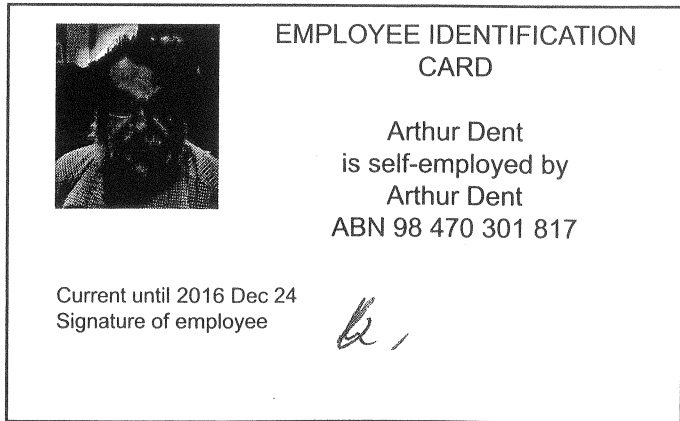 EMPLOYEE IDENTIFICATION
CARD
Arthur Dent
is self-employed by
Arthur Dent
ABN 98 470 301 817
Current until 2016 Dec 24
Signature of employee